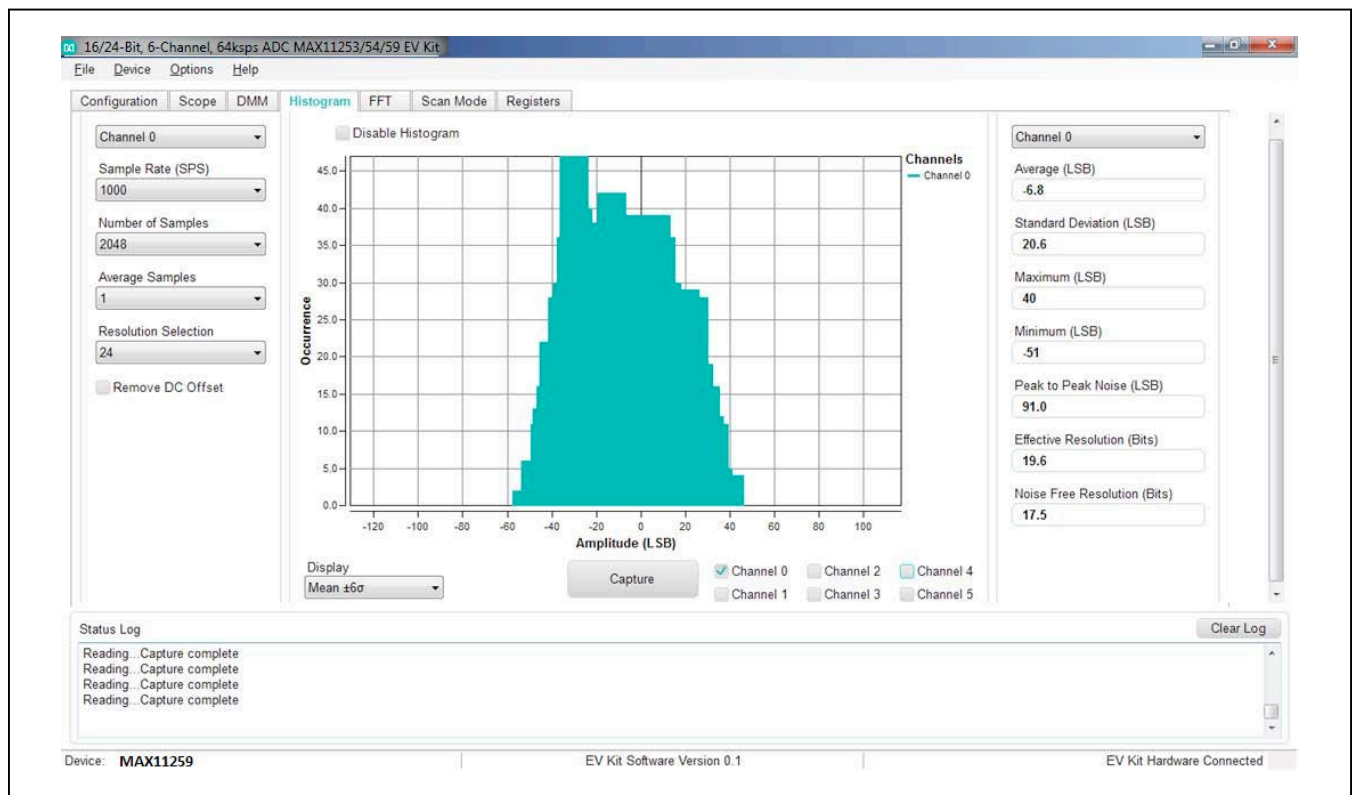 16/24-Bit, 6-Channel, 64ksps ADC MAX11253/54/59 EV Kit
File Device Options Help
Configuration Scope DMM Histogram FFT Scan Mode Registers
Channel 0
Sample Rate (SPS)
1000
Number of Samples
2048
Average Samples
1
Resolution Selection
24
Remove DC Offset
Disable Histogram
Occurrence
45.0
40.0
35.0
30.0
25.0
20.0
15.0
10.0
5.0
0.0
-120 -100 -80 -60 -40 -20 0 20 40 60 80 100
Amplitude (LSB)
Channels
Channel 0
Display
Mean ±6σ
Capture
Channel 0 Channel 2 Channel 4
Channel 1 Channel 3 Channel 5
Channel 0
Average (LSB)
-6.8
Standard Deviation (LSB)
20.6
Maximum (LSB)
40
Minimum (LSB)
-51
Peak to Peak Noise (LSB)
91.0
Effective Resolution (Bits)
19.6
Noise Free Resolution (Bits)
17.5
Status Log
Clear Log
Reading...Capture complete
Reading...Capture complete
Reading...Capture complete
Reading...Capture complete
Device: MAX11259
EV Kit Software Version 0.1
EV Kit Hardware Connected